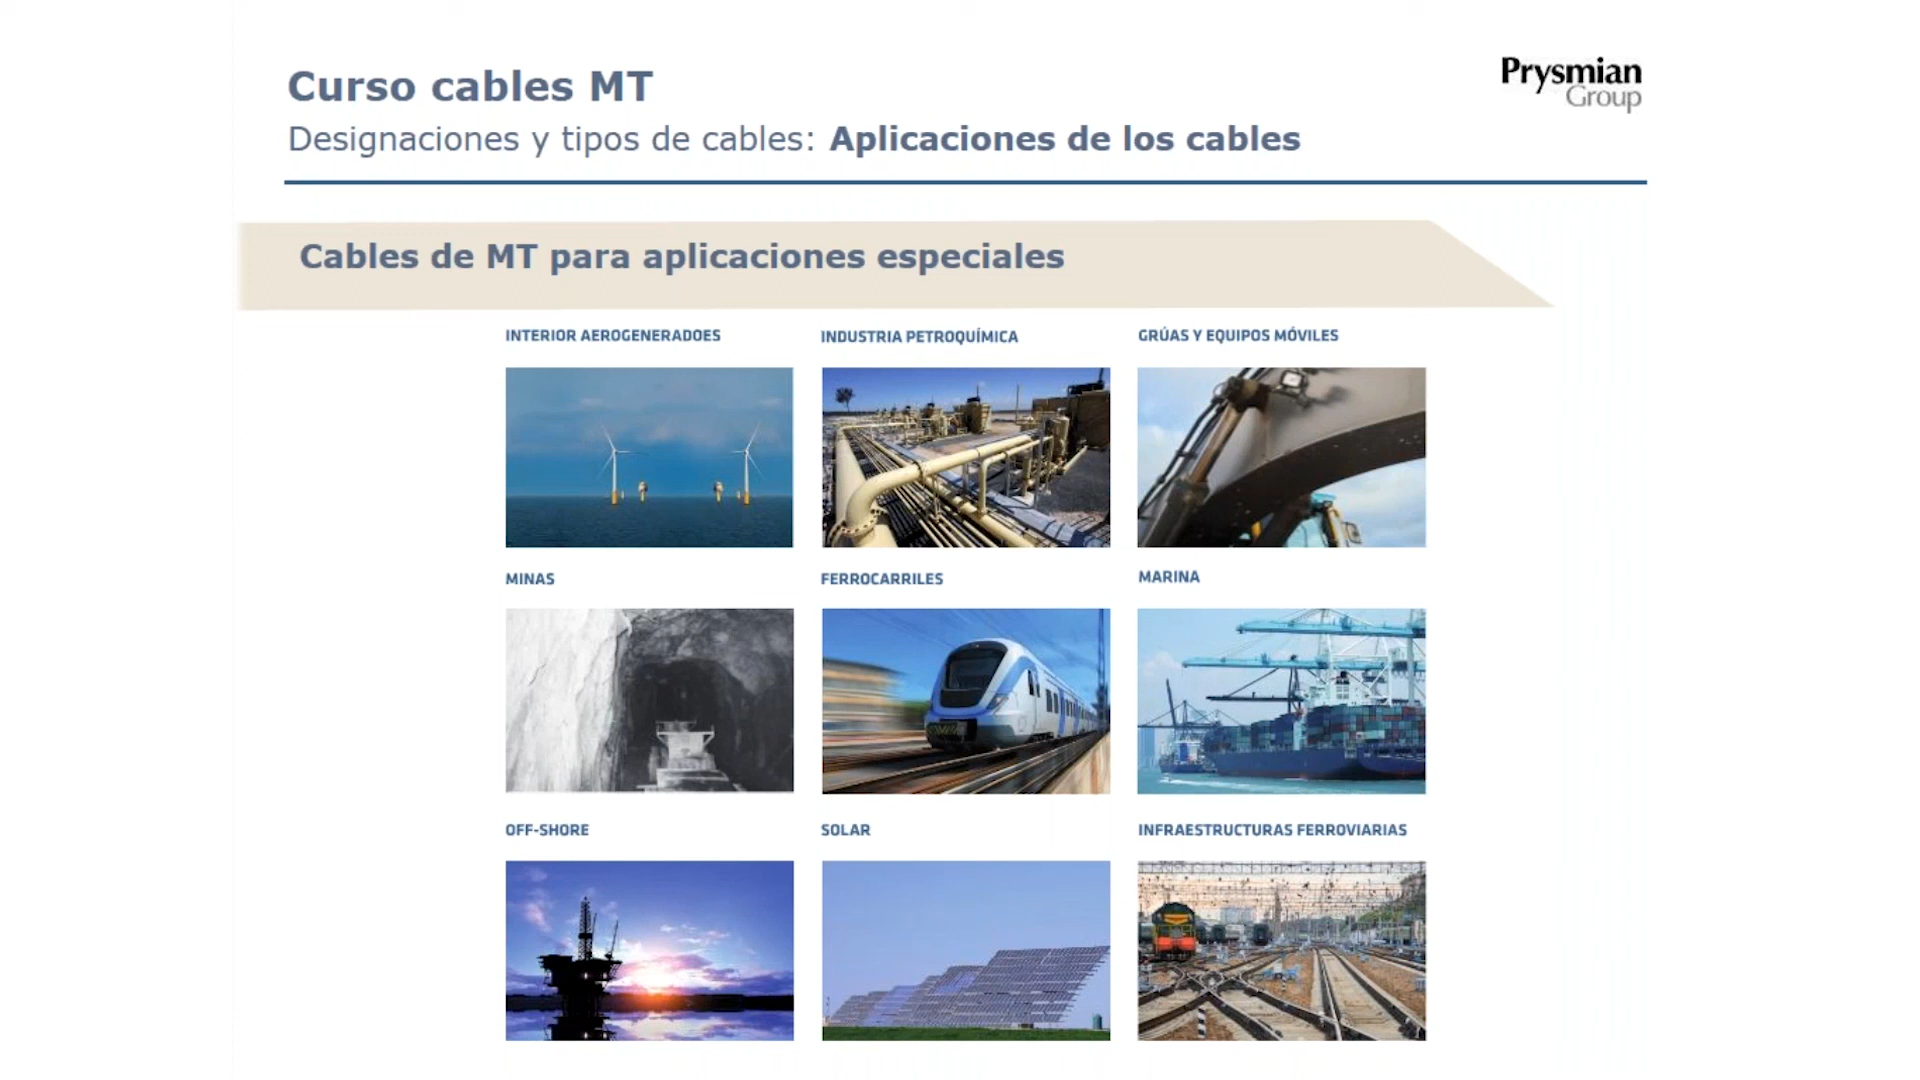 Curso cables MT
Prysmian
Group
Designaciones y tipos de cables: Aplicaciones de los cables
Cables de MT para aplicaciones especiales
INTERIOR AEROGENERADOES
INDUSTRIA PETROQUÍMICA
GRÚAS Y EQUIPOS MÓVILES
MINAS
FERROCARRILES
MARINA
OFF-SHORE
SOLAR
INFRAESTRUCTURAS FERROVIARIAS